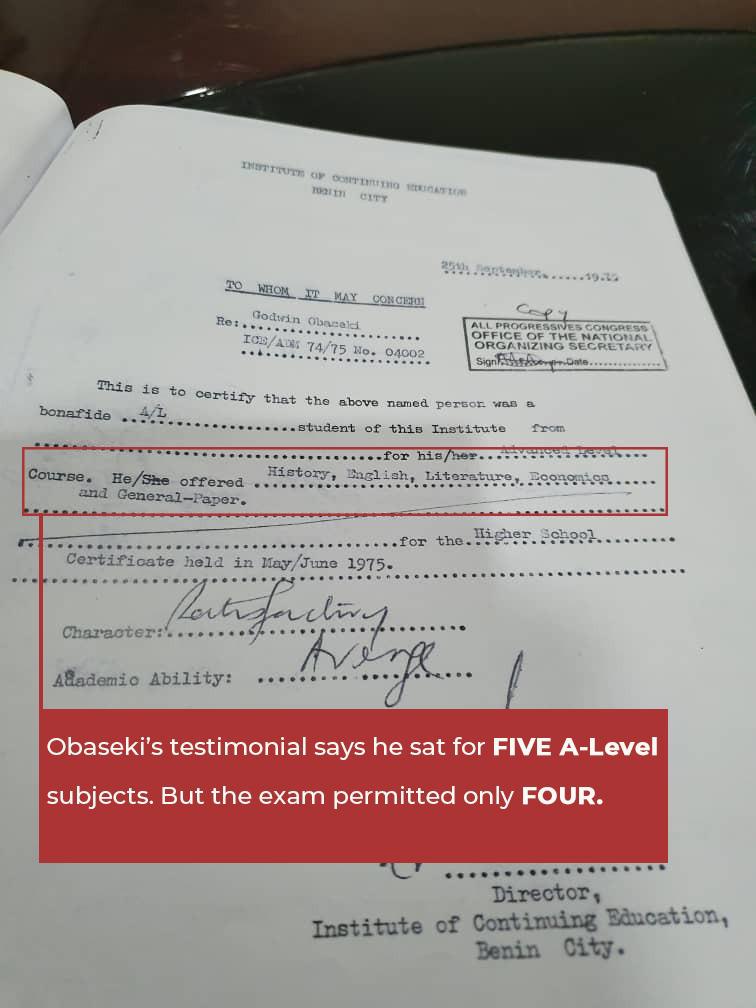 INSTITUTE OF CONTINUING EDUCATION
BENIN CITY
25th September......19.75
TO WHOM IT MAY CONCERN
Copy
ALL PROGRESSIVES CONGRESS
OFFICE OF THE NATIONAL
ORGANIZING SECRETARY
Sign Date................
Re:. Godwin Obaseki
ICE/ADM 74/75 No. 04002
This is to certify that the above named person was a
bonafide ...A/L......................student of this Institute from
........................................for his/her...Advanced Level....
Course. He/She offered ...History, English, Literature, Economics......
and General-Paper.
........................................for the.Higher School...........
Certificate held in May/June 1975.
Character: Satisfactory
Academic Ability: Averge
Obaseki’s testimonial says he sat for FIVE A-Level
subjects. But the exam permitted only FOUR.
Director,
Institute of Continuing Education,
Benin City.